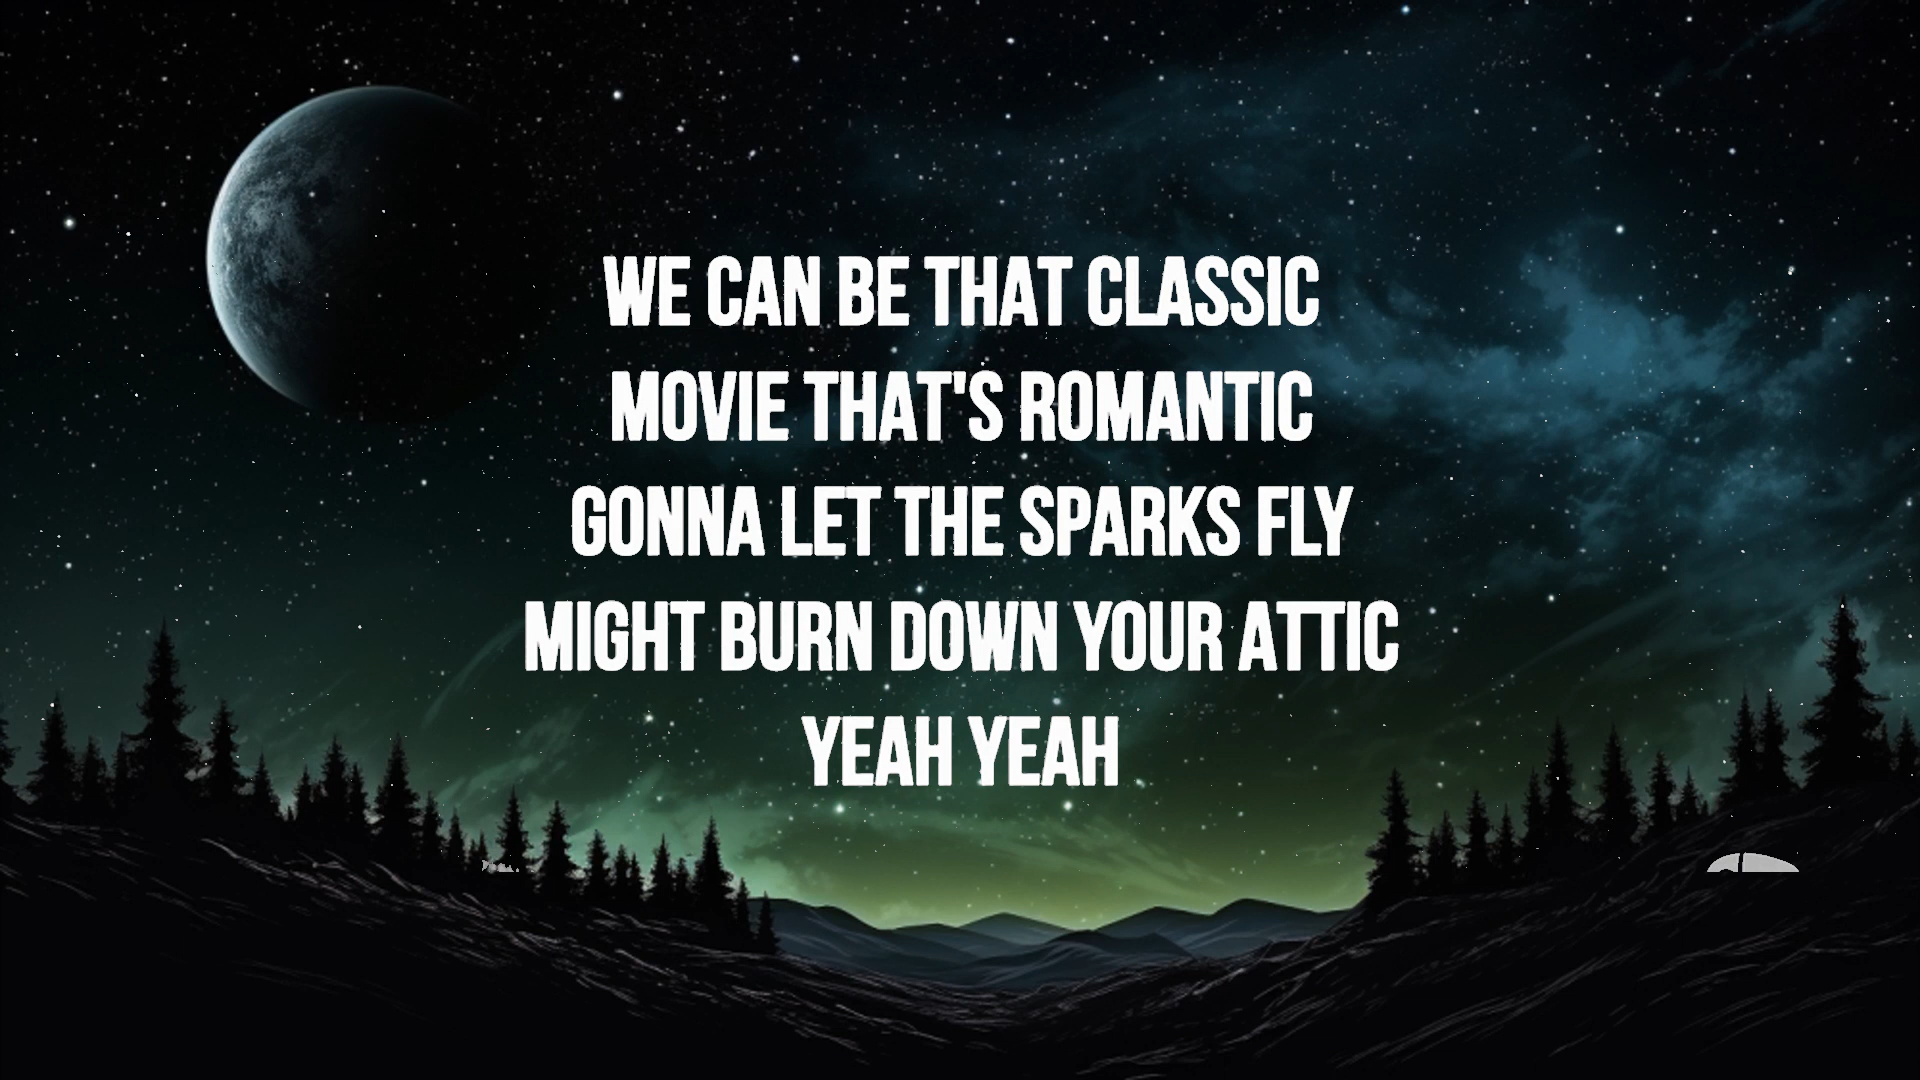 WE CAN BE THAT CLASSIC
MOVIE THAT'S ROMANTIC
GONNA LET THE SPARKS FLY
MIGHT BURN DOWN YOUR ATTIC
YEAH YEAH